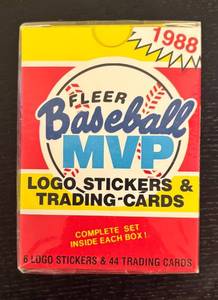 1988
FLEER
Baseball
MVP
LOGO STICKERS &
TRADING CARDS
COMPLETE SET
INSIDE EACH BOX!
6 LOGO STICKERS & 44 TRADING CARDS